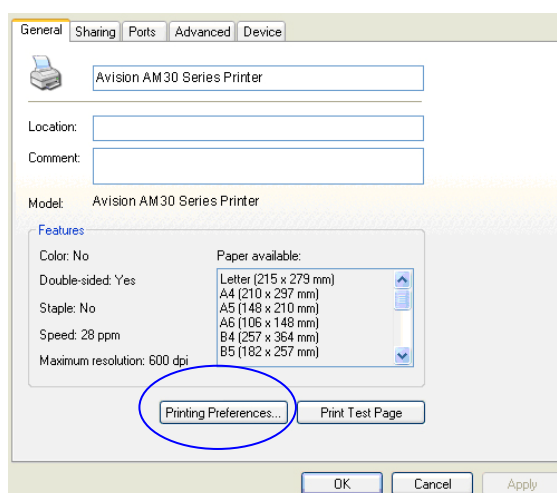 General Sharing Ports Advanced Device
Avision AM30 Series Printer
Location:
Comment:
Model: Avision AM30 Series Printer
Features
Color: No
Paper available:
Double-sided: Yes
Staple: No
Speed: 28 ppm
Maximum resolution: 600 dpi
Letter (215 x 279 mm)
A4 (210 x 297 mm)
A5 (148 x 210 mm)
A6 (106 x 148 mm)
B4 (257 x 364 mm)
B5 (182 x 257 mm)
Printing Preferences... Print Test Page
OK Cancel Apply